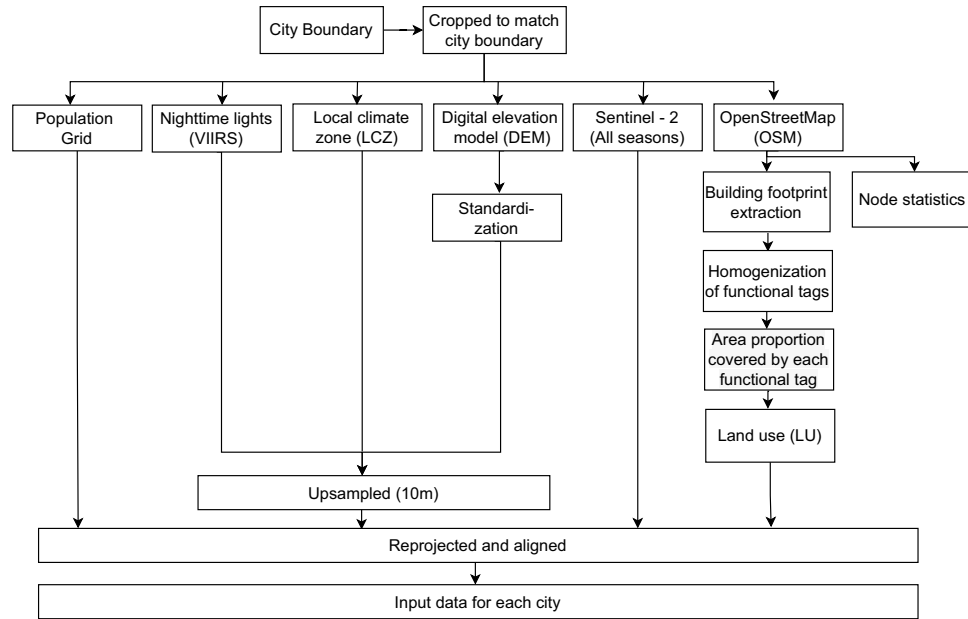 City Boundary
Cropped to match
city boundary
Population
Grid
Nighttime lights
(VIIRS)
Local climate
zone (LCZ)
Digital elevation
model (DEM)
Sentinel - 2
(All seasons)
OpenStreetMap
(OSM)
Building footprint
extraction
Node statistics
Standardi-
zation
Homogenization
of functional tags
Area proportion
covered by each
functional tag
Land use (LU)
Upsampled (10m)
Reprojected and aligned
Input data for each city